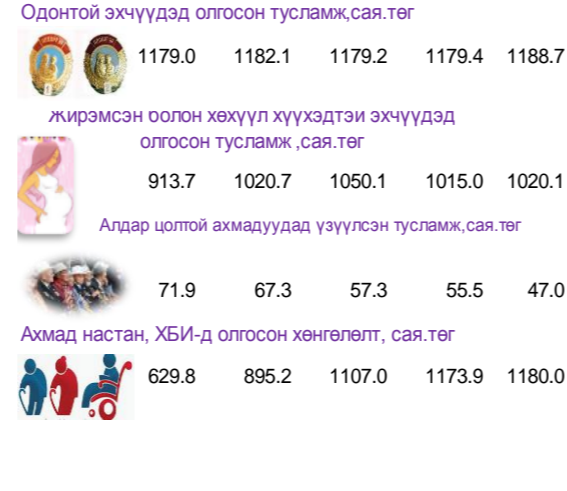 Одонтой эхчүүдэд олгосон тусламж,сая.төг
1179.0 1182.1 1179.2 1179.4 1188.7
Жирэмсэн болон хөхүүл хүүхэдтэй эхчүүдэд
олгосон тусламж ,сая.төг
913.7 1020.7 1050.1 1015.0 1020.1
Алдар цолтой ахмадуудад үзүүлсэн тусламж,сая.төг
71.9 67.3 57.3 55.5 47.0
Ахмад настан, ХБИ-д олгосон хөнгөлөлт, сая.төг
629.8 895.2 1107.0 1173.9 1180.0